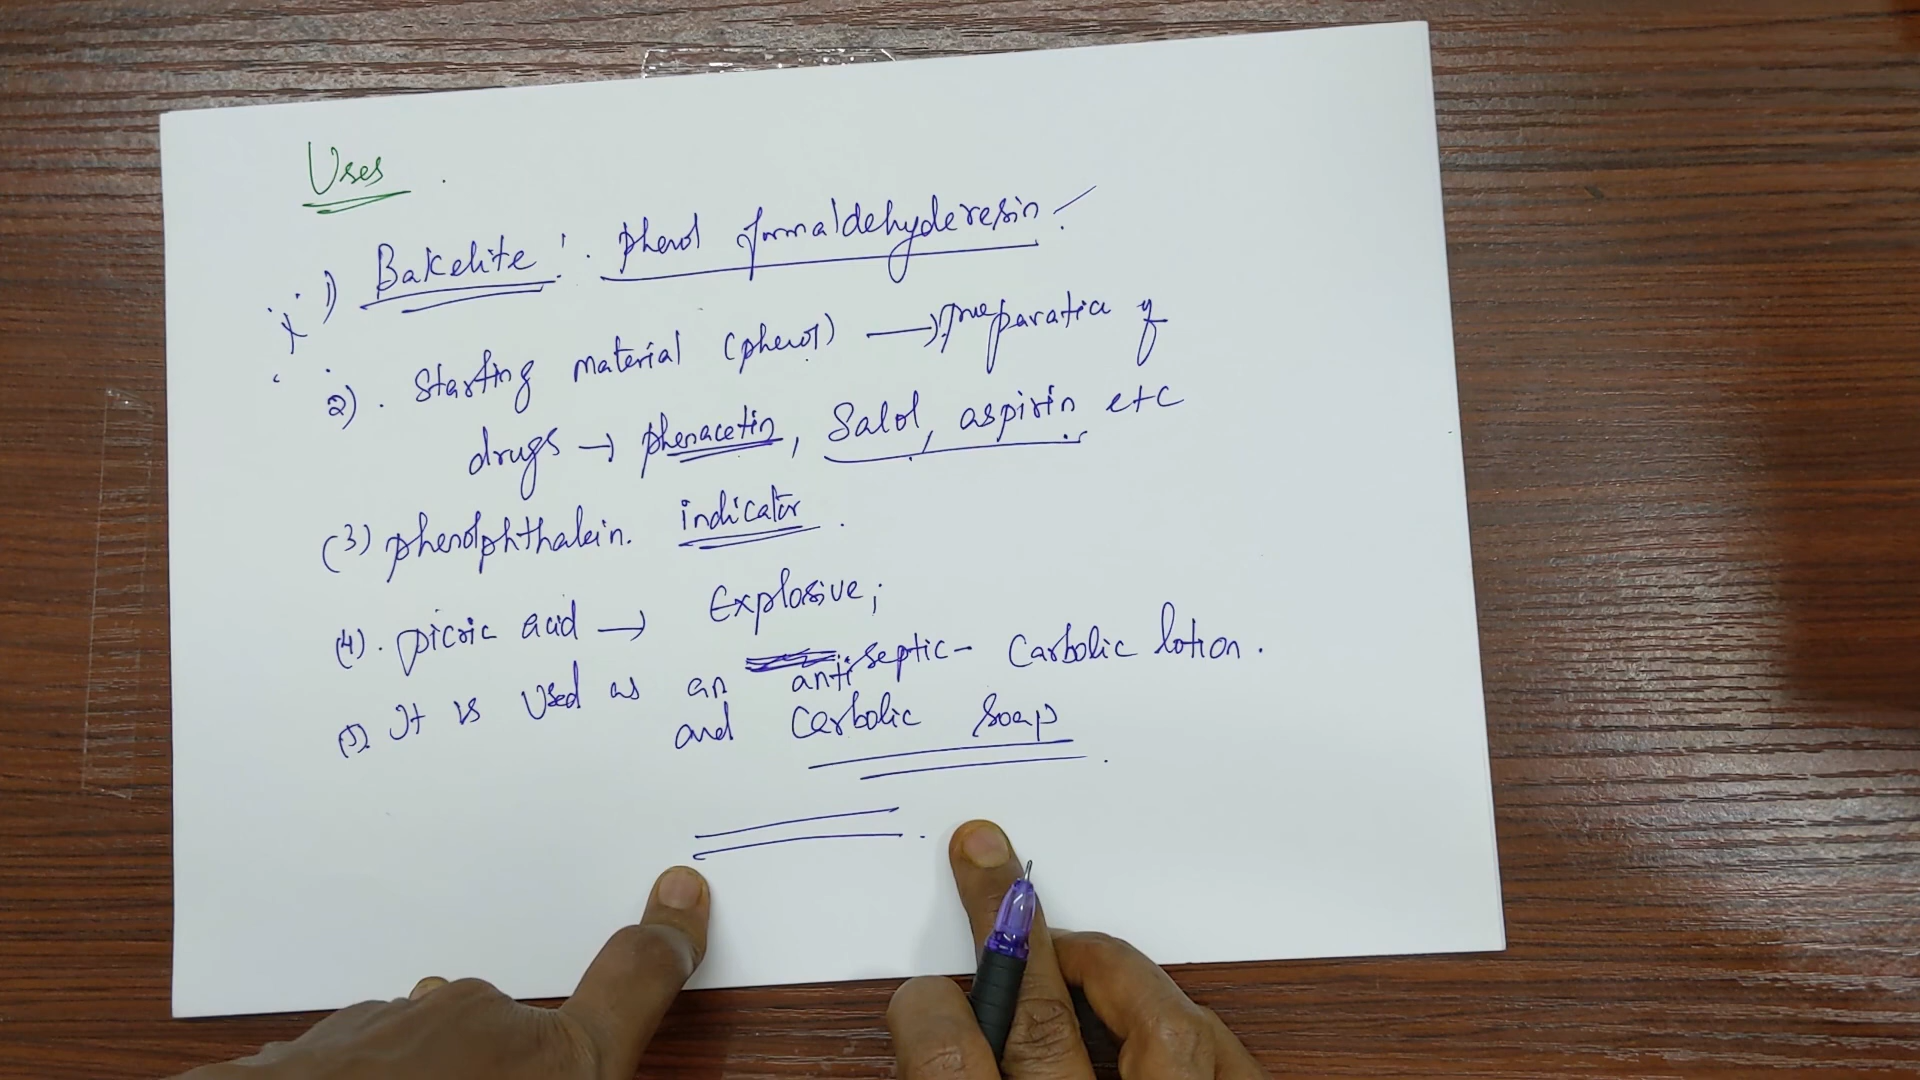 Uses
1) Bakelite : phenol formaldehyde resin
2). Starting material (phenol) → preparation of
drugs → phenacetin, Salol, aspirin etc
(3) phenolphthalein. indicator.
(4). picric acid → Explosive;
(5). It is used as an antiseptic - Carbolic lotion.
and Carbolic Soap